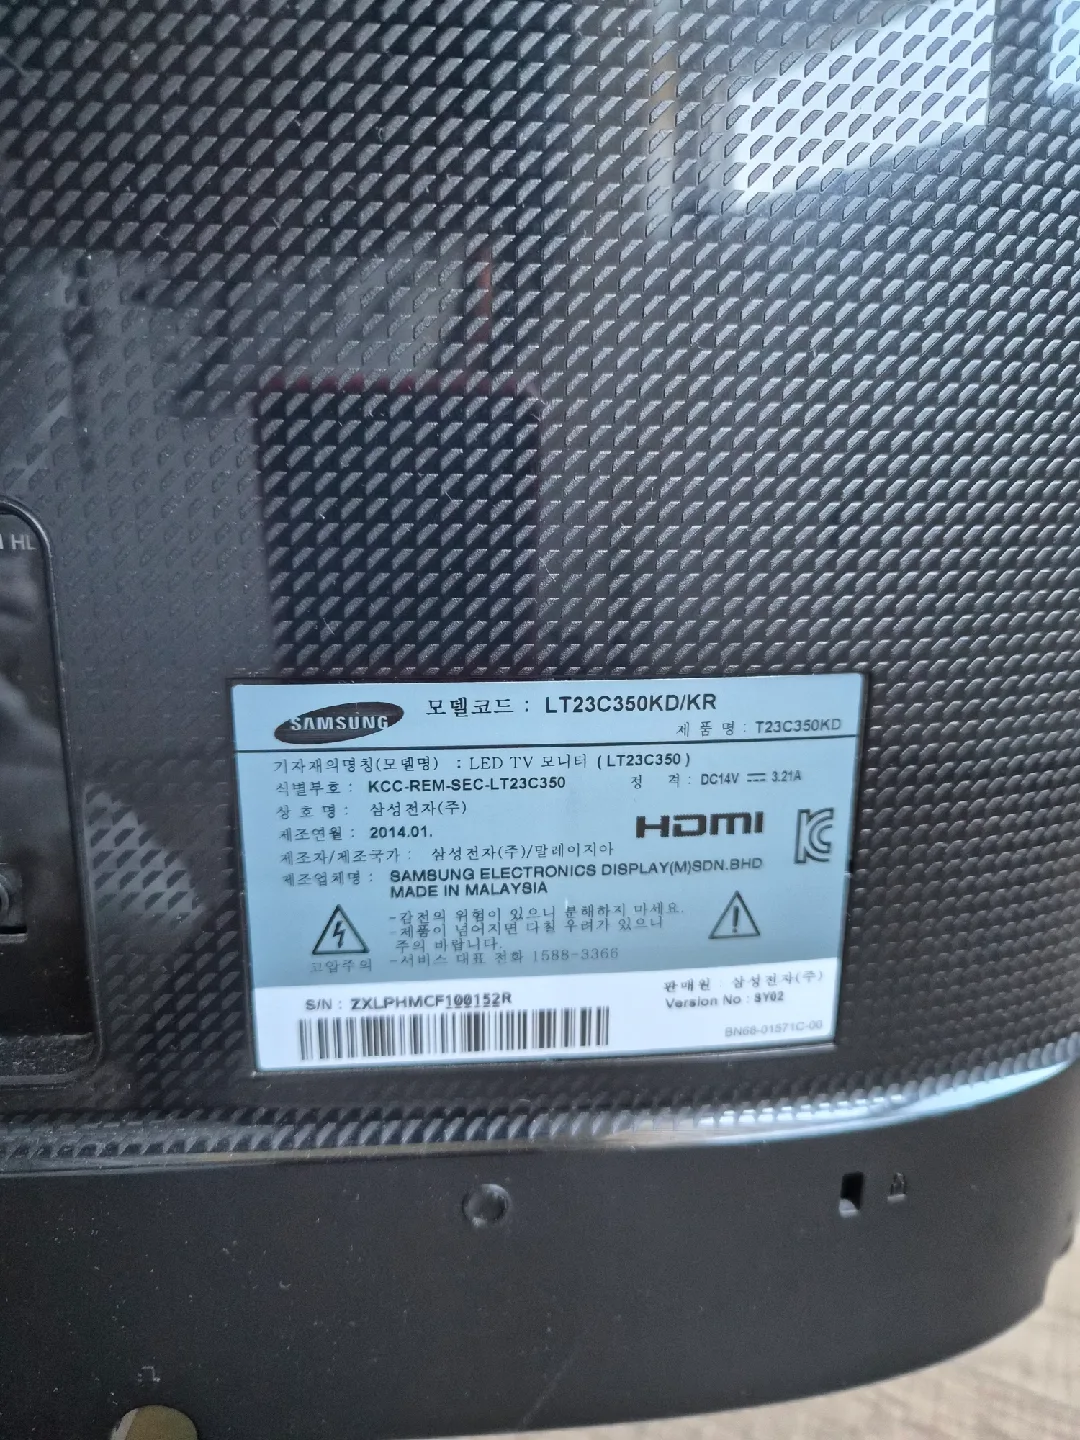 HL
SAMSUNG
모델코드 : LT23C350KD/KR
제 품 명 : T23C350KD
기자재의명칭(모델명) : LED TV 모니터 (LT23C350)
식별부호 : KCC-REM-SEC-LT23C350 정 격 : DC14V 3.21A
상 호 명 : 삼성전자(주)
제조연월 : 2014.01.
HDMI
제조자/제조국가 : 삼성전자(주)/말레이지아
제조업체명 : SAMSUNG ELECTRONICS DISPLAY(M)SDN.BHD
MADE IN MALAYSIA
-감전의 위험이 있으니 분해하지 마세요.
-제품이 넘어지면 다칠 우려가 있으니
주의 바랍니다.
-서비스 대표 전화 1588-3366
고압주의
판매원 : 삼성전자(주)
S/N : ZXLPHMCF100152R
Version No : SY02
BN68-01571C-00